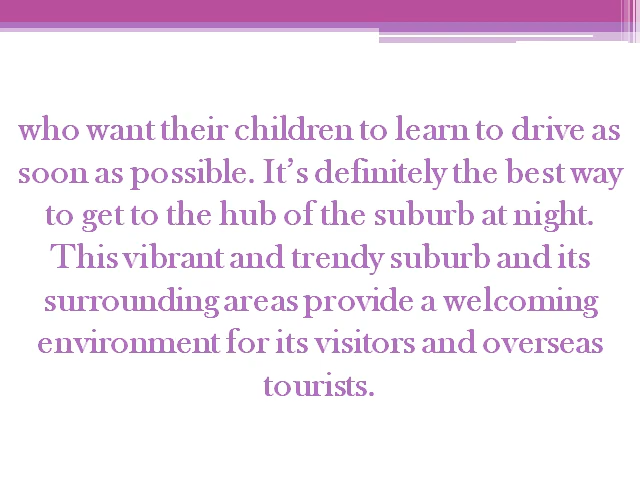 who want their children to learn to drive as
soon as possible. It’s definitely the best way
to get to the hub of the suburb at night.
This vibrant and trendy suburb and its
surrounding areas provide a welcoming
environment for its visitors and overseas
tourists.